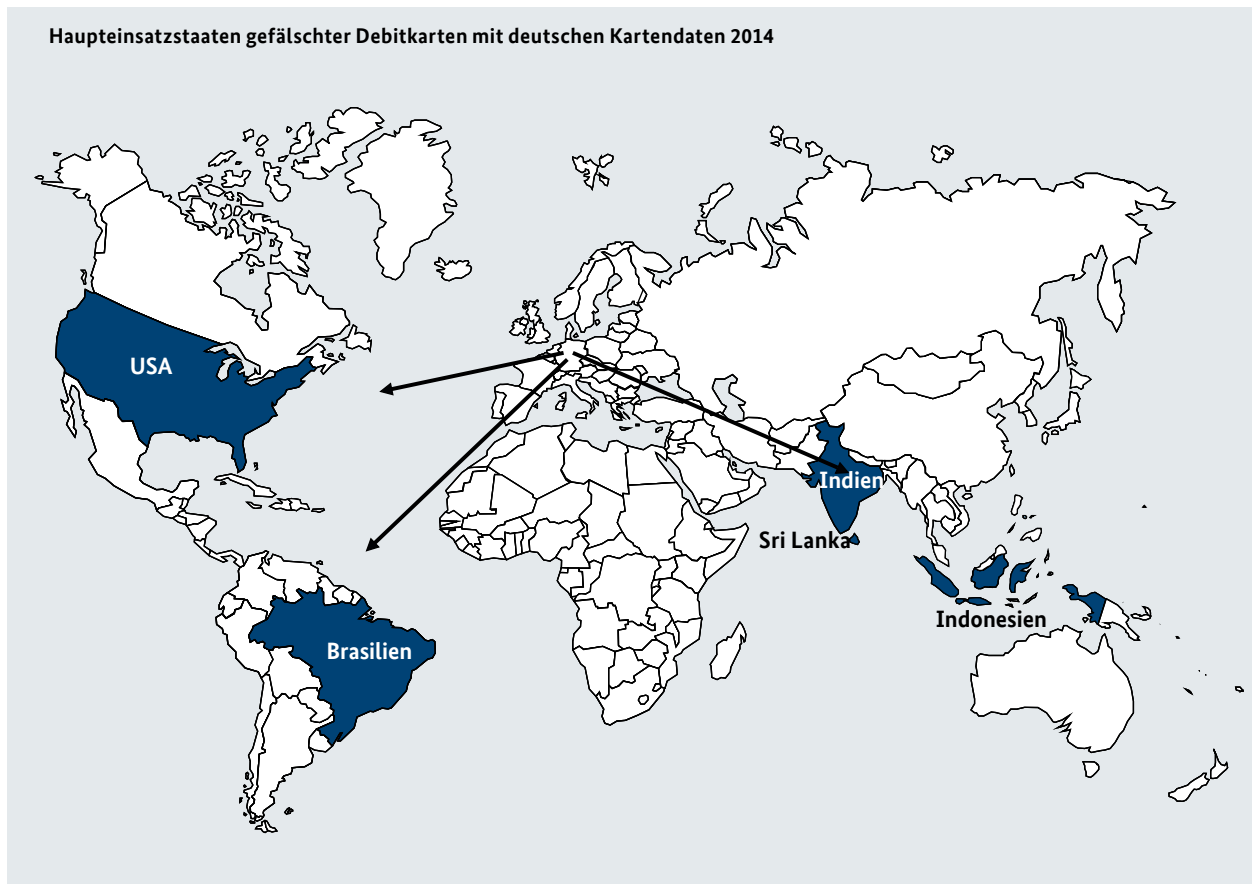 Haupteinsatzstaaten gefälschter Debitkarten mit deutschen Kartendaten 2014
USA
Indien
Sri Lanka
Indonesien
Brasilien